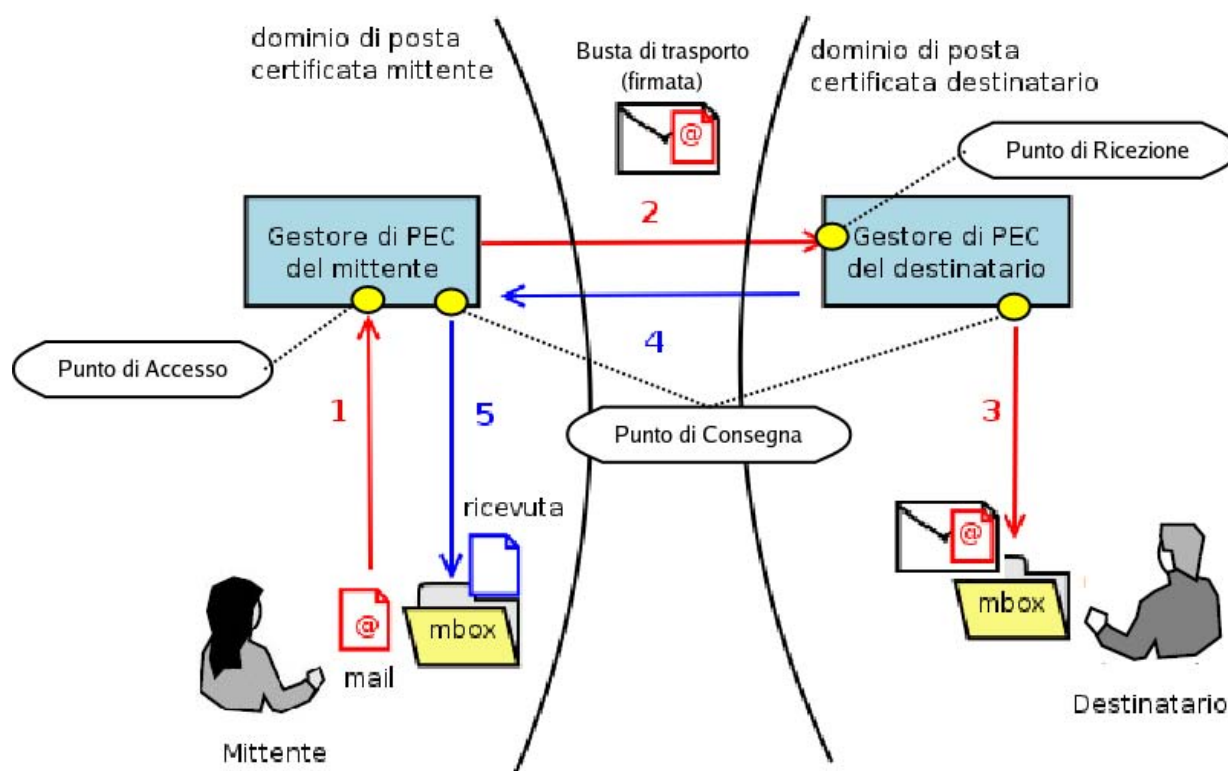 dominio di posta
certificata mittente
Busta di trasporto
(firmata)
dominio di posta
certificata destinatario
@
Punto di Ricezione
2
Gestore di PEC
del mittente
Gestore di PEC
del destinatario
4
Punto di Accesso
1
5
3
Punto di Consegna
ricevuta
@
mbox
@
mbox
@
mail
Destinatario
Mittente